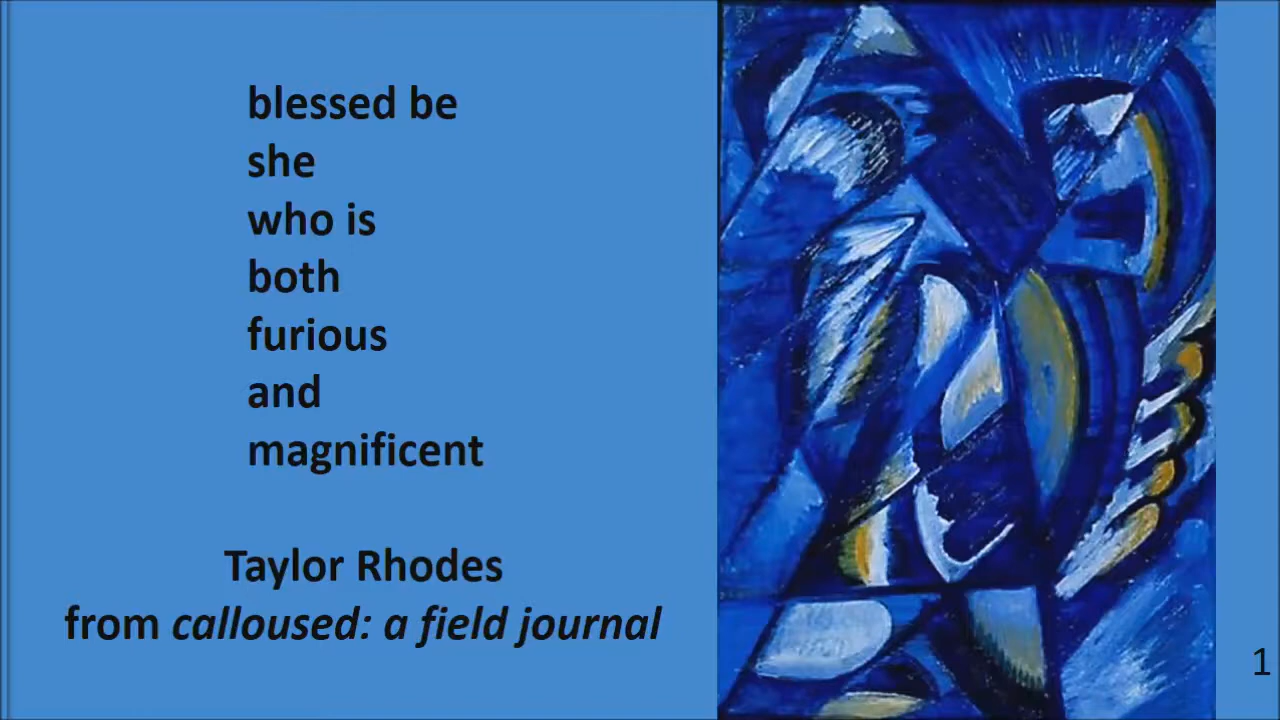 blessed be
she
who is
both
furious
and
magnificent
Taylor Rhodes
from calloused: a field journal
1